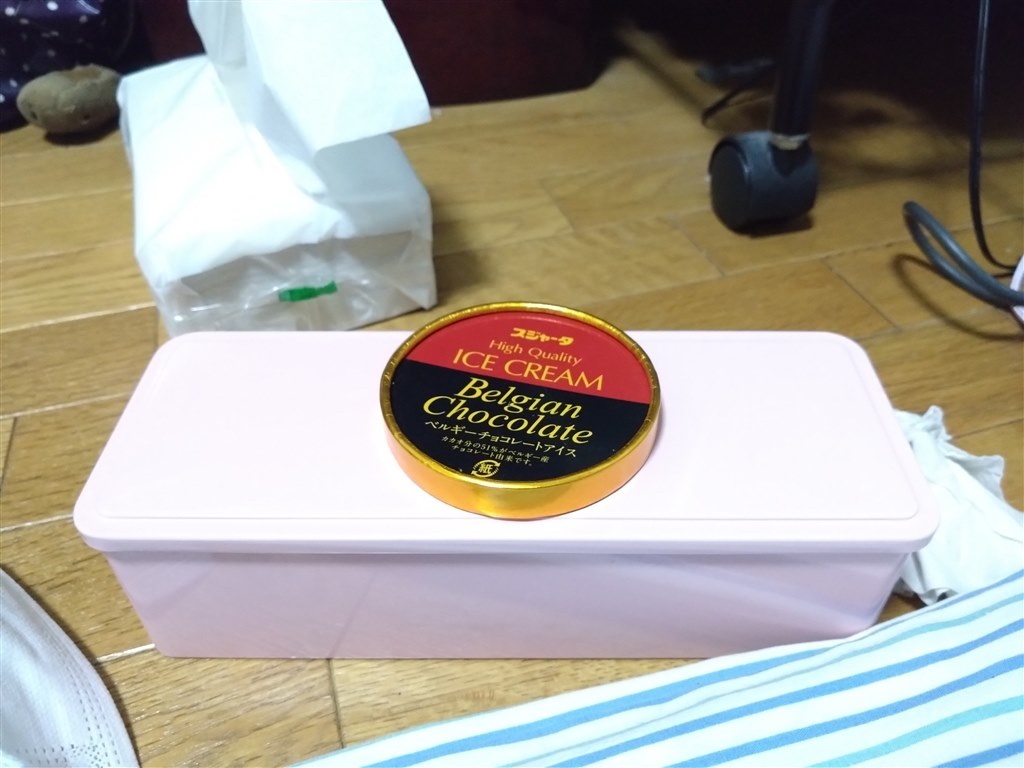 スジャータ
High Quality
ICE CREAM
Belgian
Chocolate
ベルギーチョコレートアイス
カカオ分の51%がベルギー産
チョコレート由来です。
紙